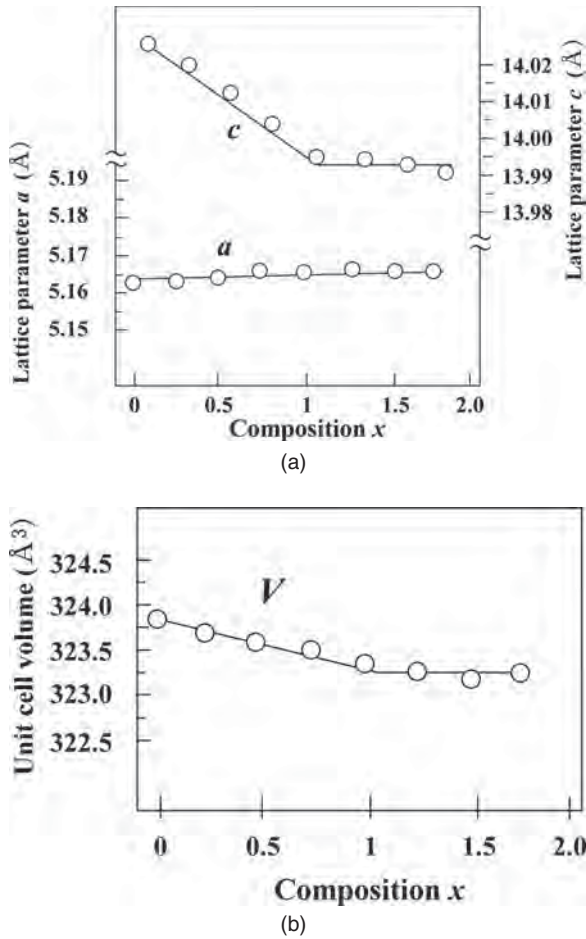 14.02
14.01
14.00
13.99
13.98
Lattice parameter c (Å)
5.19
5.18
5.17
5.16
5.15
Lattice parameter a (Å)
c
a
0 0.5 1 1.5 2.0
Composition x
(a)
324.5
324.0
323.5
323.0
322.5
Unit cell volume (Å3)
V
0 0.5 1 1.5 2.0
Composition x
(b)